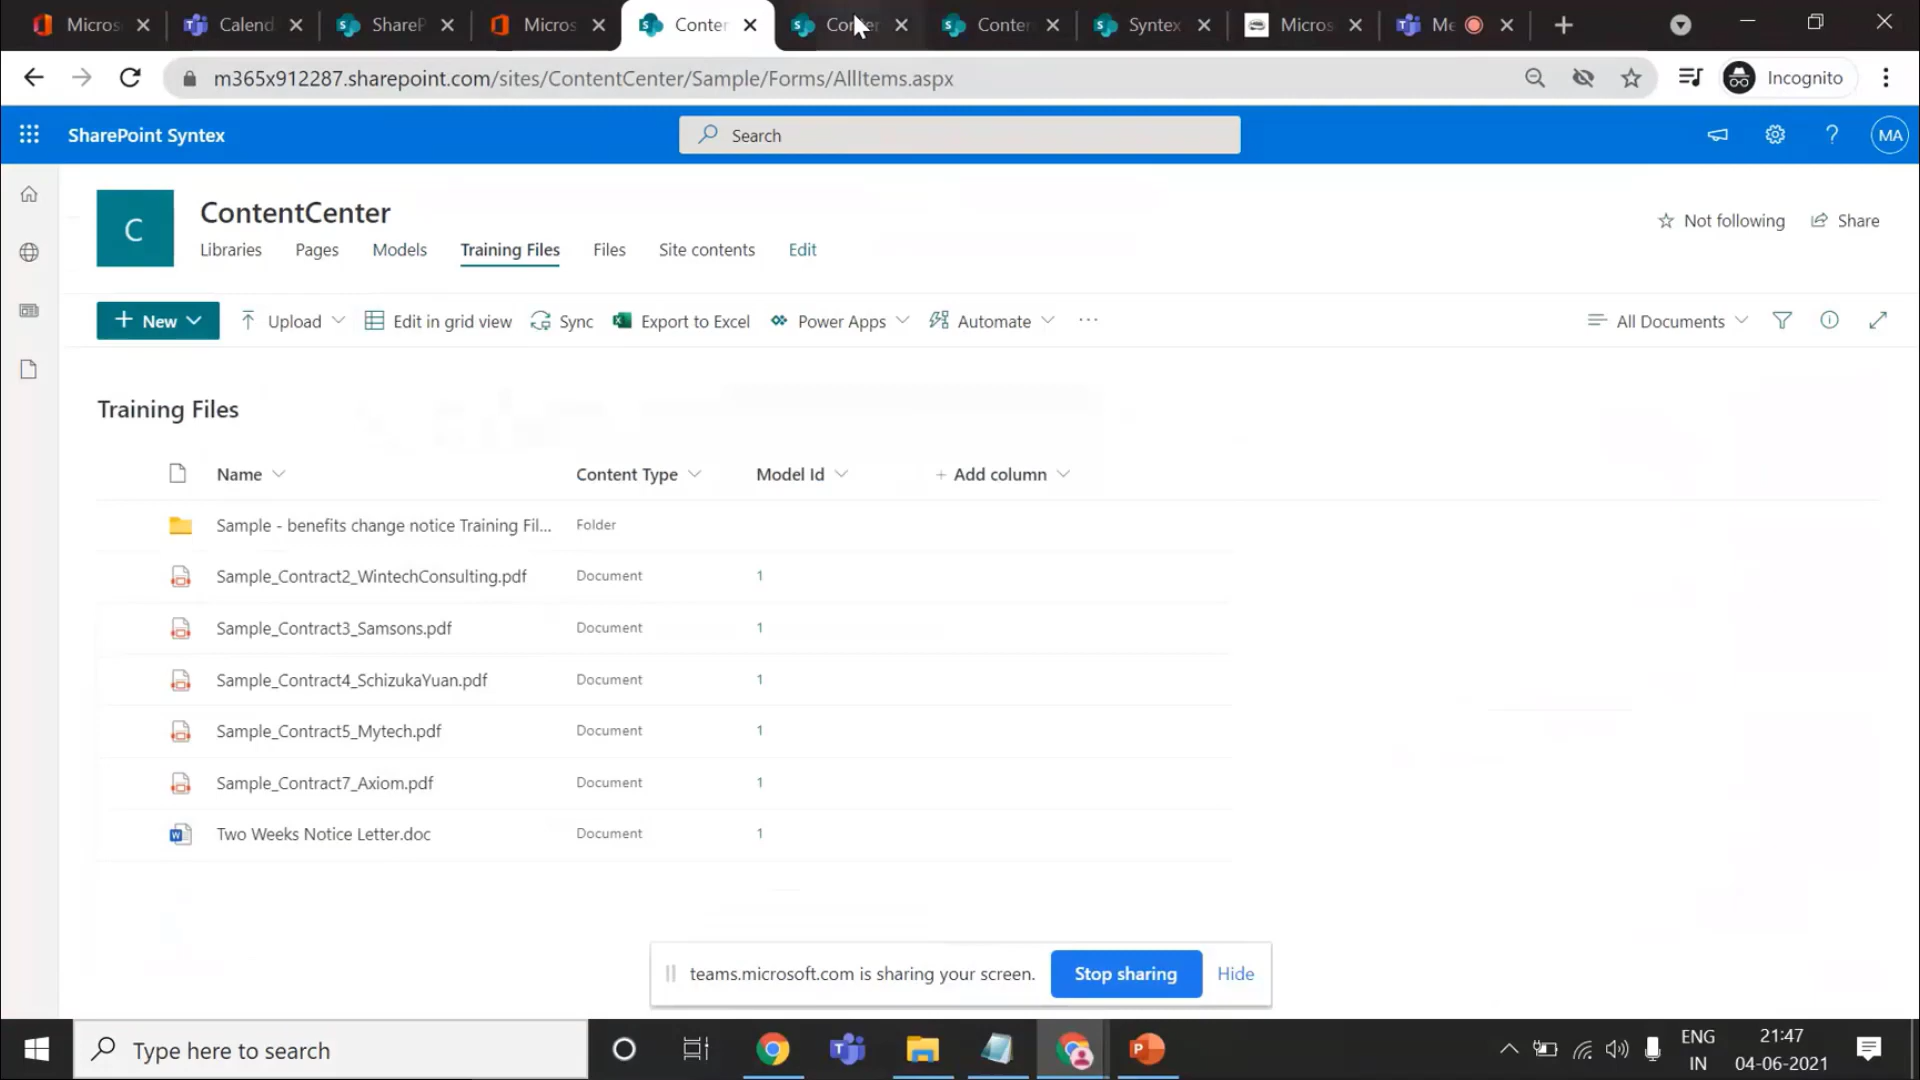 Micros
Calend
ShareP
Micros
Conter
Conter
Syntex
Micros
Me
m365x912287.sharepoint.com/sites/ContentCenter/Sample/Forms/AllItems.aspx
Incognito
SharePoint Syntex
Search
MA
C
ContentCenter
Not following
Share
Libraries
Pages
Models
Training Files
Files
Site contents
Edit
+ New
Upload
Edit in grid view
Sync
Export to Excel
Power Apps
Automate
...
All Documents
Training Files
Name
Content Type
Model Id
+ Add column
Sample - benefits change notice Training Fil... Folder
Sample_Contract2_WintechConsulting.pdf Document 1
Sample_Contract3_Samsons.pdf Document 1
Sample_Contract4_SchizukaYuan.pdf Document 1
Sample_Contract5_Mytech.pdf Document 1
Sample_Contract7_Axiom.pdf Document 1
Two Weeks Notice Letter.doc Document 1
teams.microsoft.com is sharing your screen.
Stop sharing
Hide
Type here to search
ENG
IN
21:47
04-06-2021